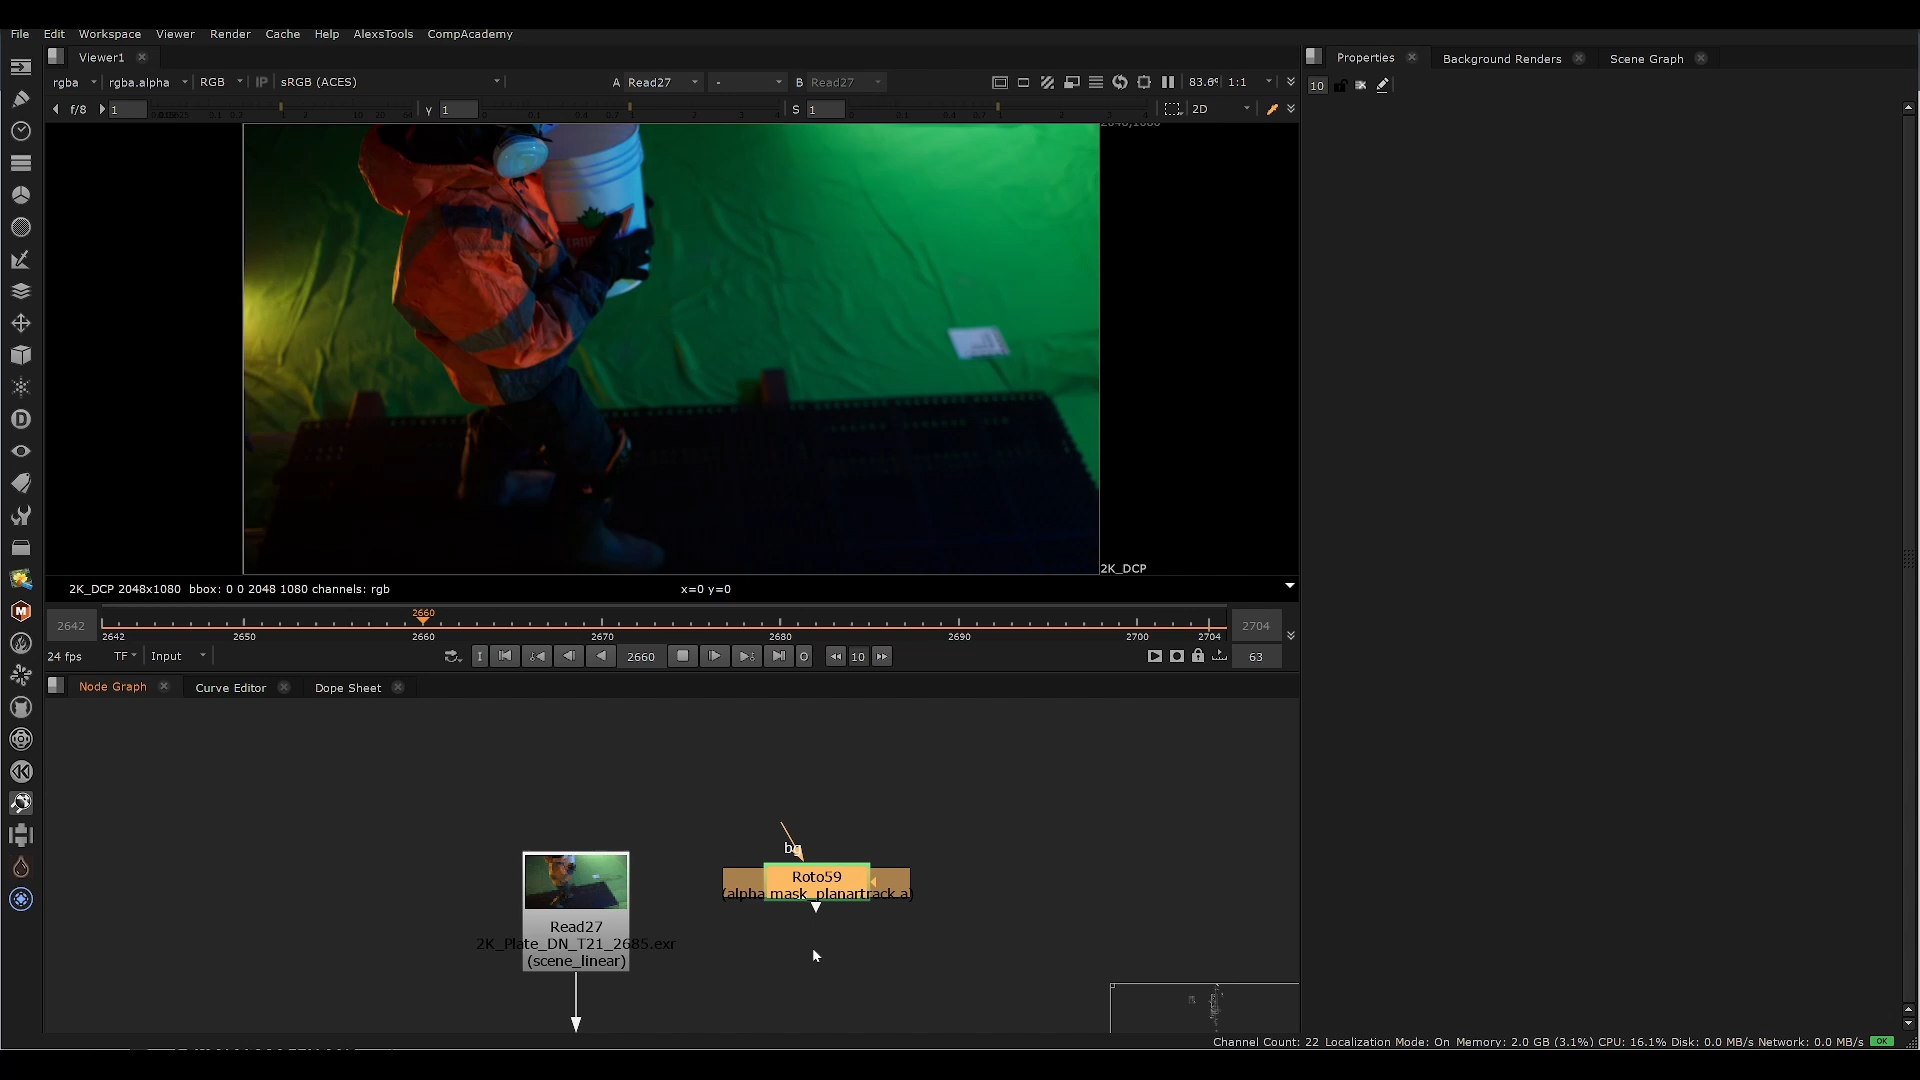 File Edit Workspace Viewer Render Cache Help AlexsTools CompAcademy
Viewer1
Properties Background Renders Scene Graph
rgba rgba.alpha RGB IP sRGB (ACES) A Read27 - B Read27 83.6% 1:1
10
f/8 1 Y 1 S 1 2D
2K_DCP
2K_DCP 2048x1080 bbox: 0 0 2048 1080 channels: rgb x=0 y=0
2642 2660 2704
2642 2650 2660 2670 2680 2690 2700 2704
24 fps TF Input I 2660 O 10 63
Node Graph Curve Editor Dope Sheet
bg
Roto59
(alpha mask_planartrack.a)
Read27
2K_Plate_DN_T21_2685.exr
(scene_linear)
Channel Count: 22 Localization Mode: On Memory: 2.0 GB (3.1%) CPU: 16.1% Disk: 0.0 MB/s Network: 0.0 MB/s OK